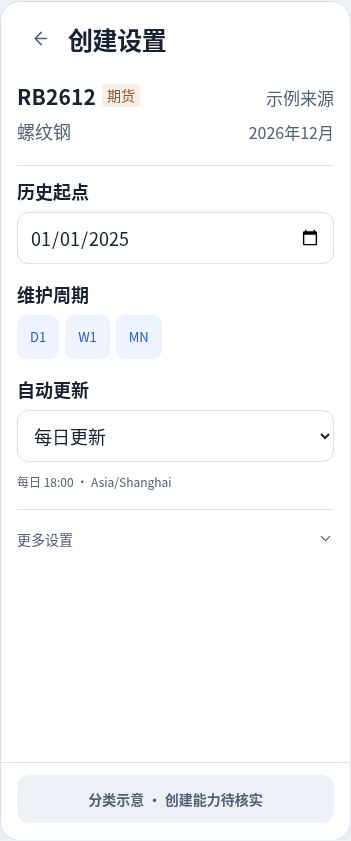 创建设置
RB2612 期货 示例来源
螺纹钢 2026年12月
历史起点
01/01/2025
维护周期
D1 W1 MN
自动更新
每日更新
每日 18:00 · Asia/Shanghai
更多设置
分类示意 · 创建能力待核实